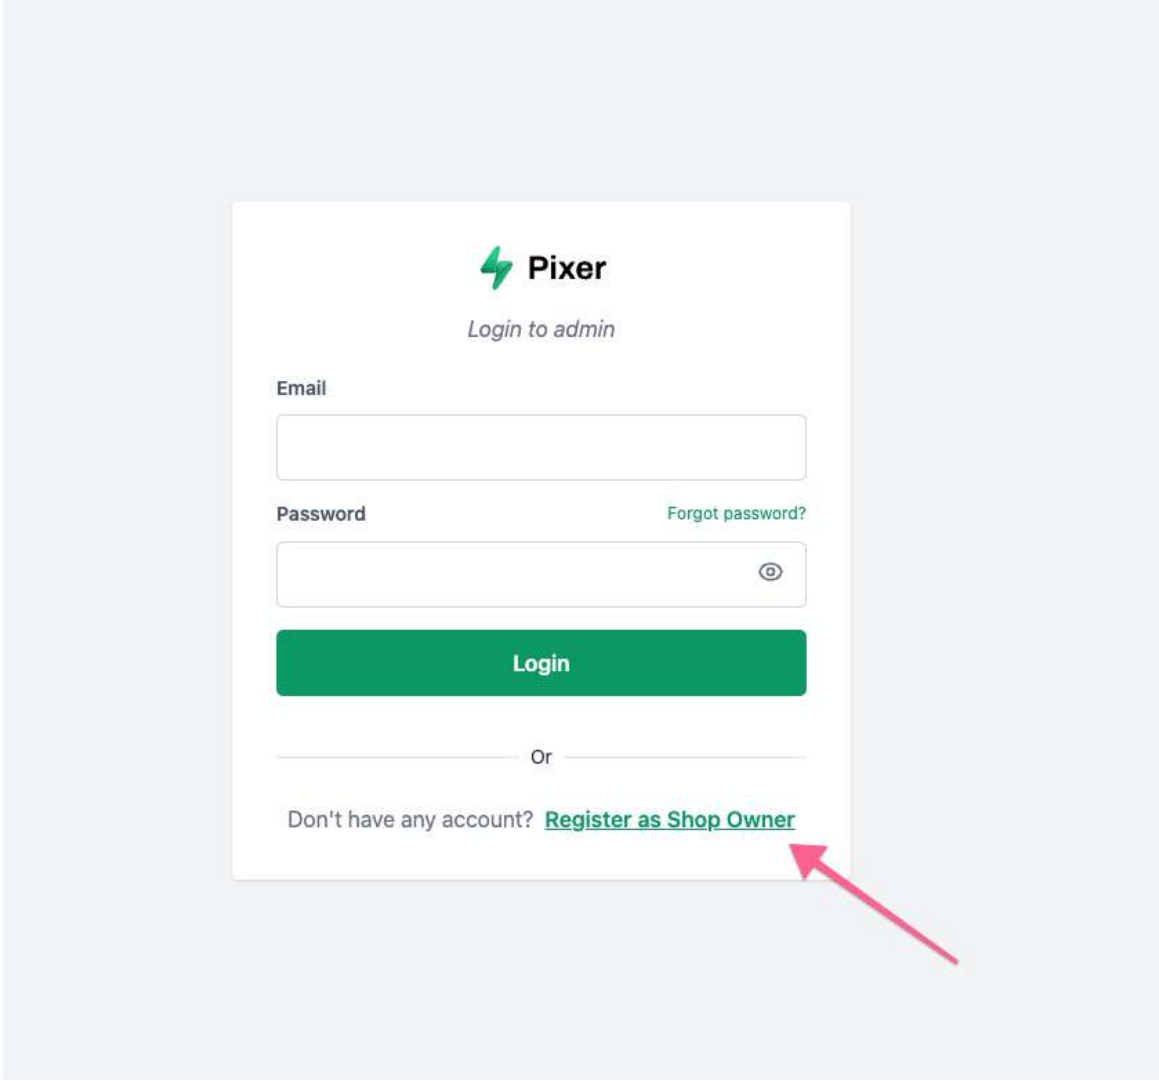 Pixer
Login to admin
Email
Password Forgot password?
Login
Or
Don't have any account? Register as Shop Owner